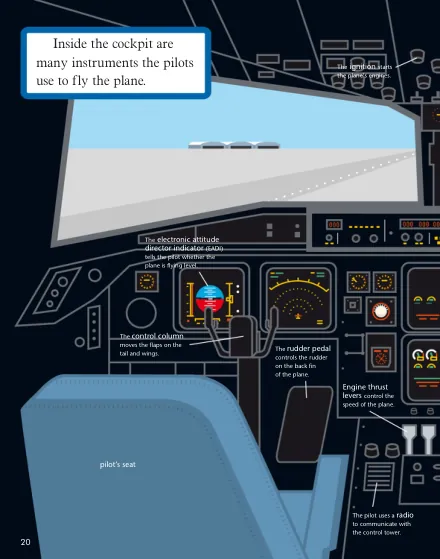 Inside the cockpit are
many instruments the pilots
use to fly the plane.
The ignition starts
the plane's engines.
The electronic attitude
director indicator (EADI)
tells the pilot whether the
plane is flying level.
The control column
moves the flaps on the
tail and wings.
The rudder pedal
controls the rudder
on the back fin
of the plane.
Engine thrust
levers control the
speed of the plane.
pilot's seat
The pilot uses a radio
to communicate with
the control tower.
20